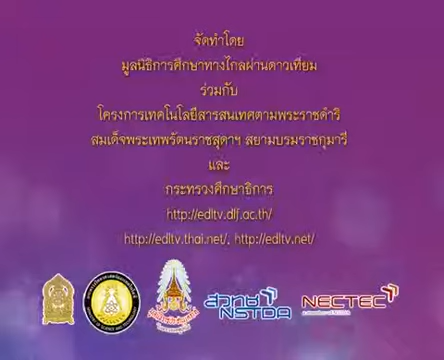 จัดทำโดย
มูลนิธิการศึกษาทางไกลผ่านดาวเทียม
ร่วมกับ
โครงการเทคโนโลยีสารสนเทศตามพระราชดำริ
สมเด็จพระเทพรัตนราชสุดาฯ สยามบรมราชกุมารี
และ
กระทรวงศึกษาธิการ
http://edltv.dlf.ac.th/
http://edltv.thai.net/, http://edltv.net/
สวทช NECTEC
NSTDA